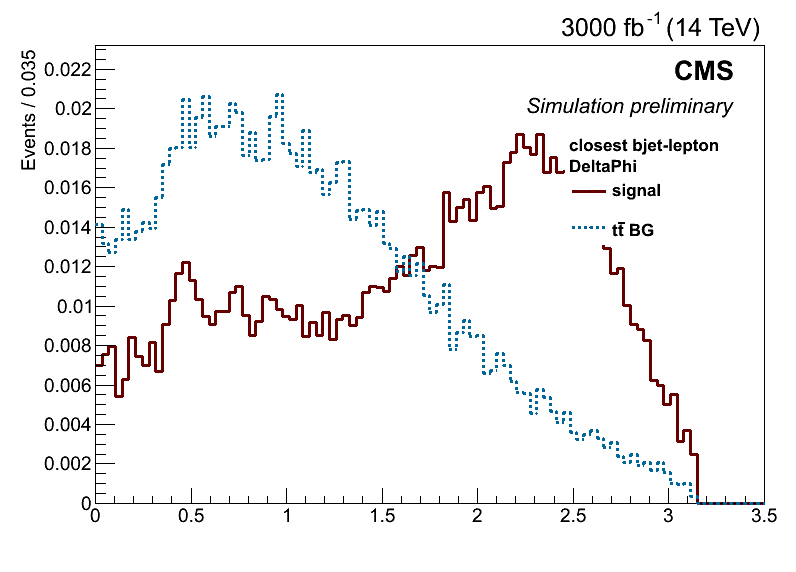 3000 fb⁻¹ (14 TeV)
Events / 0.035
CMS
Simulation preliminary
closest bjet-lepton
DeltaPhi
signal
tt̄ BG
0.022
0.02
0.018
0.016
0.014
0.012
0.01
0.008
0.006
0.004
0.002
0
0 0.5 1 1.5 2 2.5 3 3.5